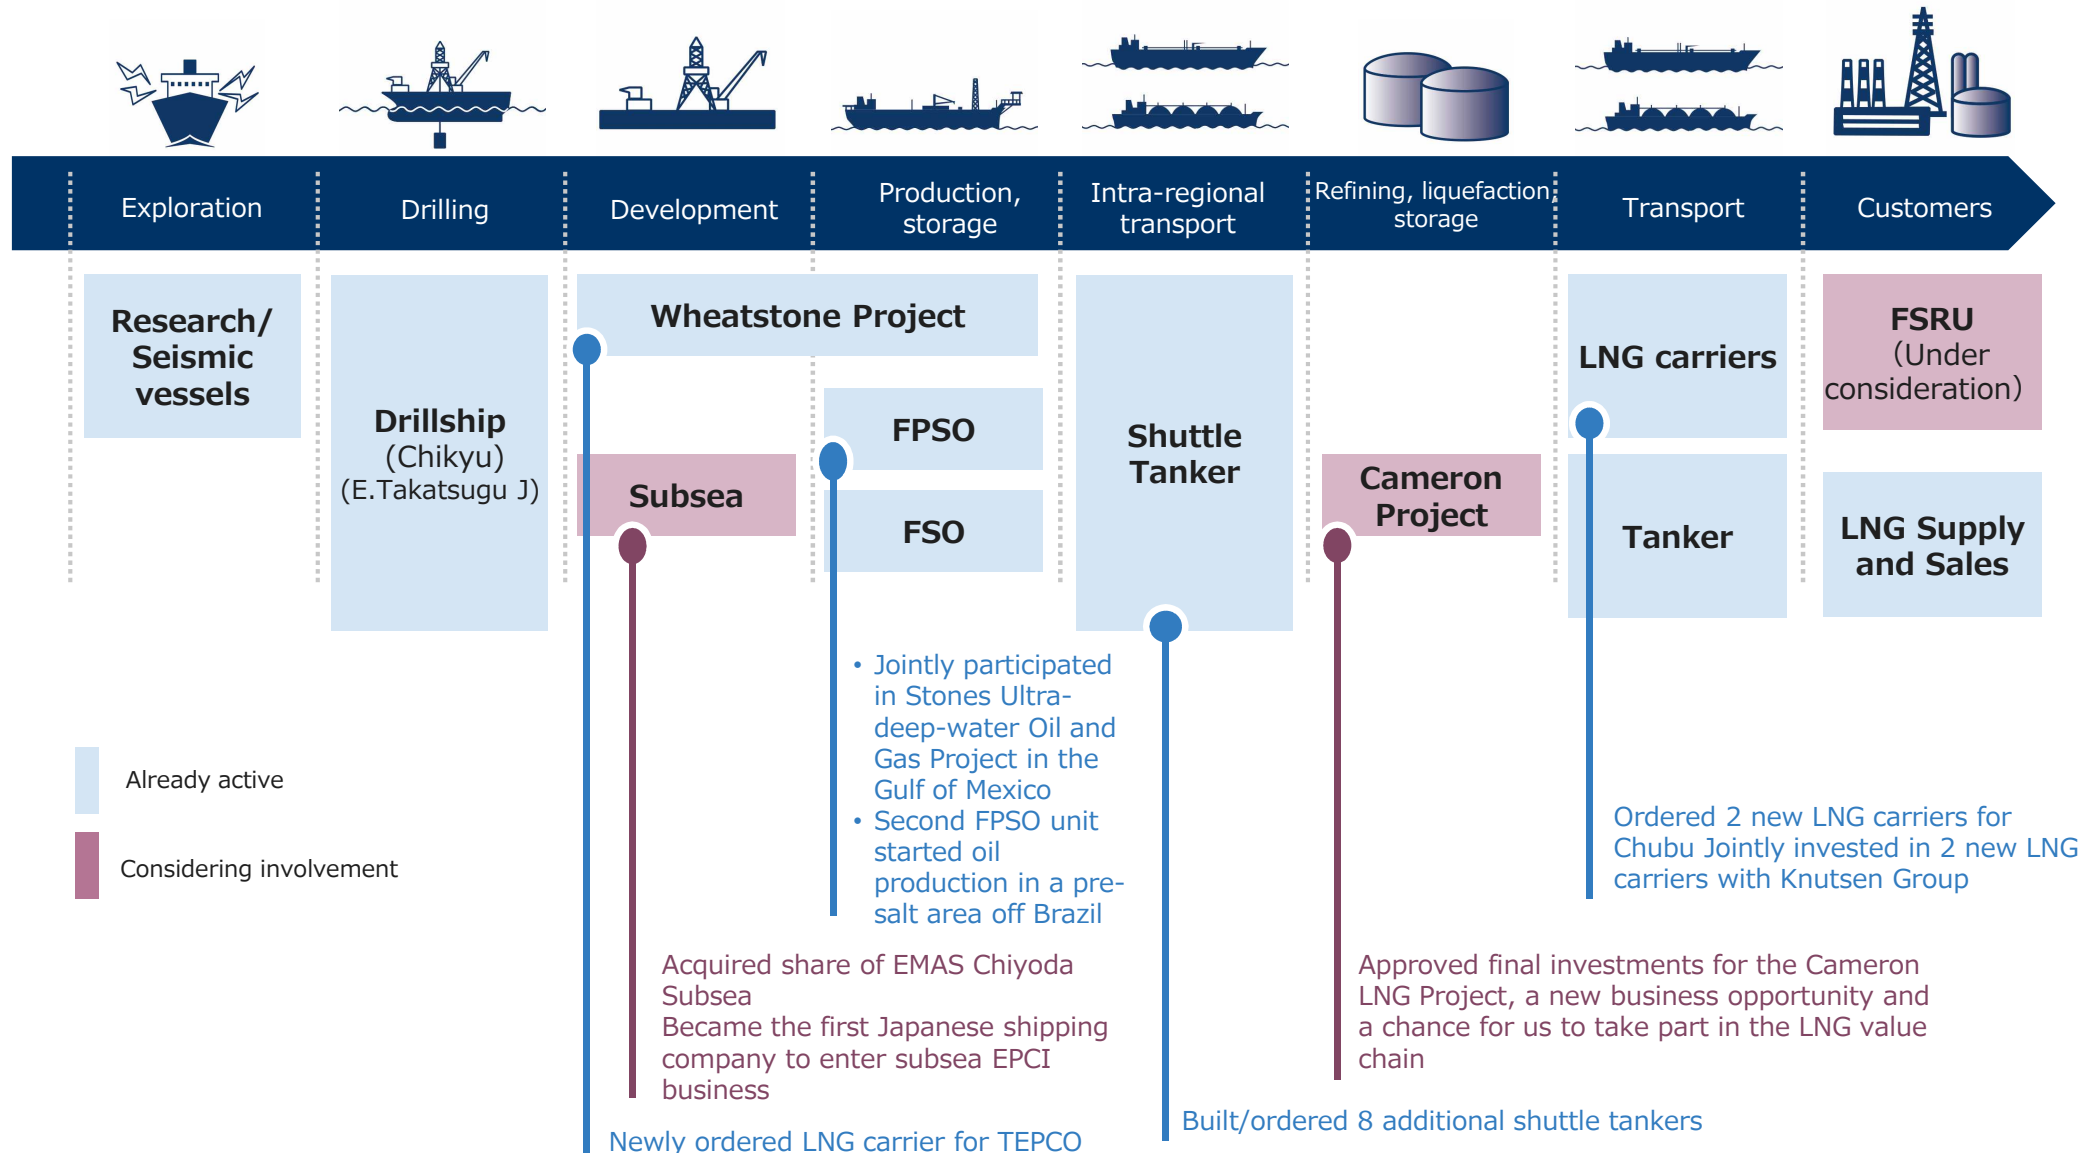 Exploration
Drilling
Development
Production,
storage
Intra-regional
transport
Refining, liquefaction,
storage
Transport
Customers
Research/
Seismic
vessels
Drillship
(Chikyu)
(E.Takatsugu J)
Wheatstone Project
Subsea
FPSO
FSO
Shuttle
Tanker
Cameron
Project
LNG carriers
Tanker
FSRU
(Under
consideration)
LNG Supply
and Sales
• Jointly participated
in Stones Ultra-
deep-water Oil and
Gas Project in the
Gulf of Mexico
• Second FPSO unit
started oil
production in a pre-
salt area off Brazil
Already active
Considering involvement
Ordered 2 new LNG carriers for
Chubu Jointly invested in 2 new LNG
carriers with Knutsen Group
Acquired share of EMAS Chiyoda
Subsea
Became the first Japanese shipping
company to enter subsea EPCI
business
Approved final investments for the Cameron
LNG Project, a new business opportunity and
a chance for us to take part in the LNG value
chain
Built/ordered 8 additional shuttle tankers
Newly ordered LNG carrier for TEPCO